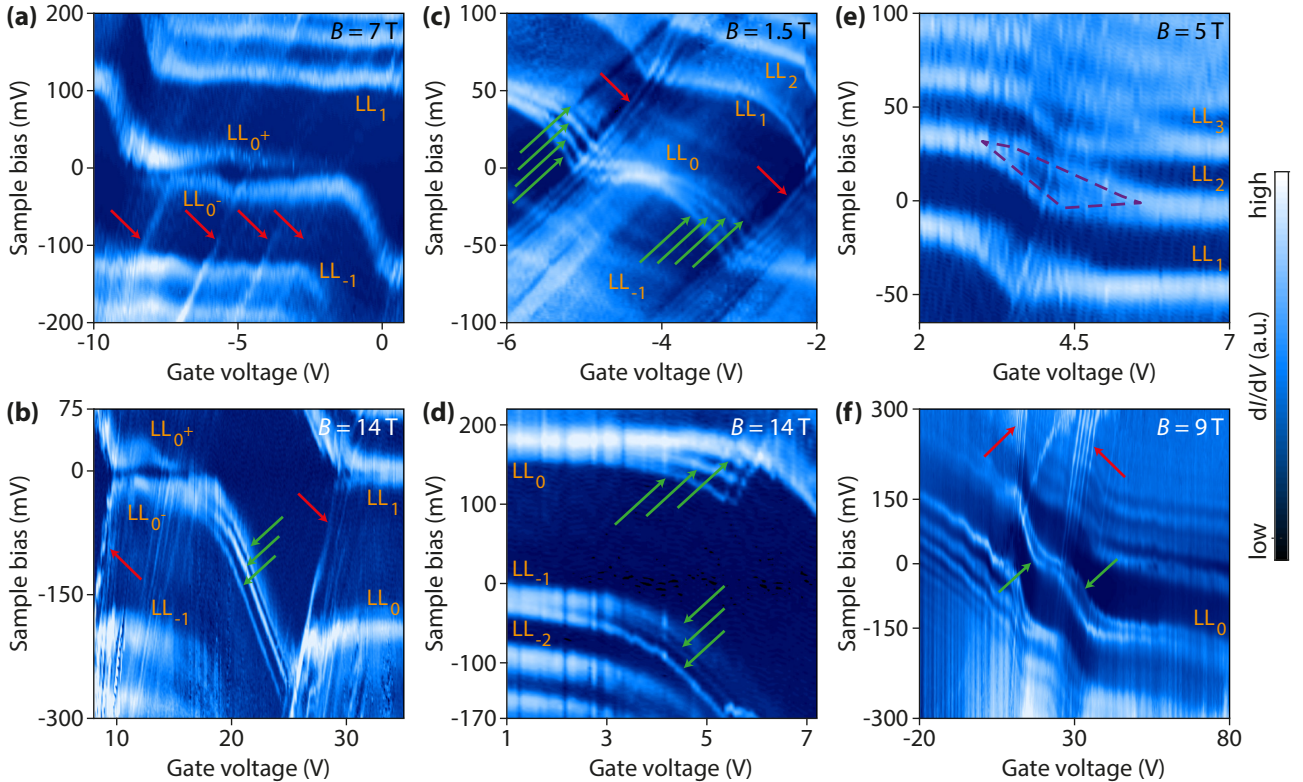 (a)
B = 7 T
200
100
0
-100
-200
Sample bias (mV)
LL1
LL0+
LL0-
LL-1
-10
-5
0
Gate voltage (V)
(c)
B = 1.5 T
100
50
0
-50
-100
Sample bias (mV)
LL2
LL1
LL0
LL-1
-6
-4
-2
Gate voltage (V)
(e)
B = 5 T
100
50
0
-50
Sample bias (mV)
LL3
LL2
LL1
2
4.5
7
Gate voltage (V)
high
dI/dV (a.u.)
low
(b)
B = 14 T
75
0
-75
-150
-300
Sample bias (mV)
LL0+
LL0-
LL1
LL-1
LL0
10
20
30
Gate voltage (V)
(d)
B = 14 T
200
100
0
-100
-170
Sample bias (mV)
LL0
LL-1
LL-2
1
3
5
7
Gate voltage (V)
(f)
B = 9 T
300
150
0
-150
-300
Sample bias (mV)
LL0
-20
30
80
Gate voltage (V)